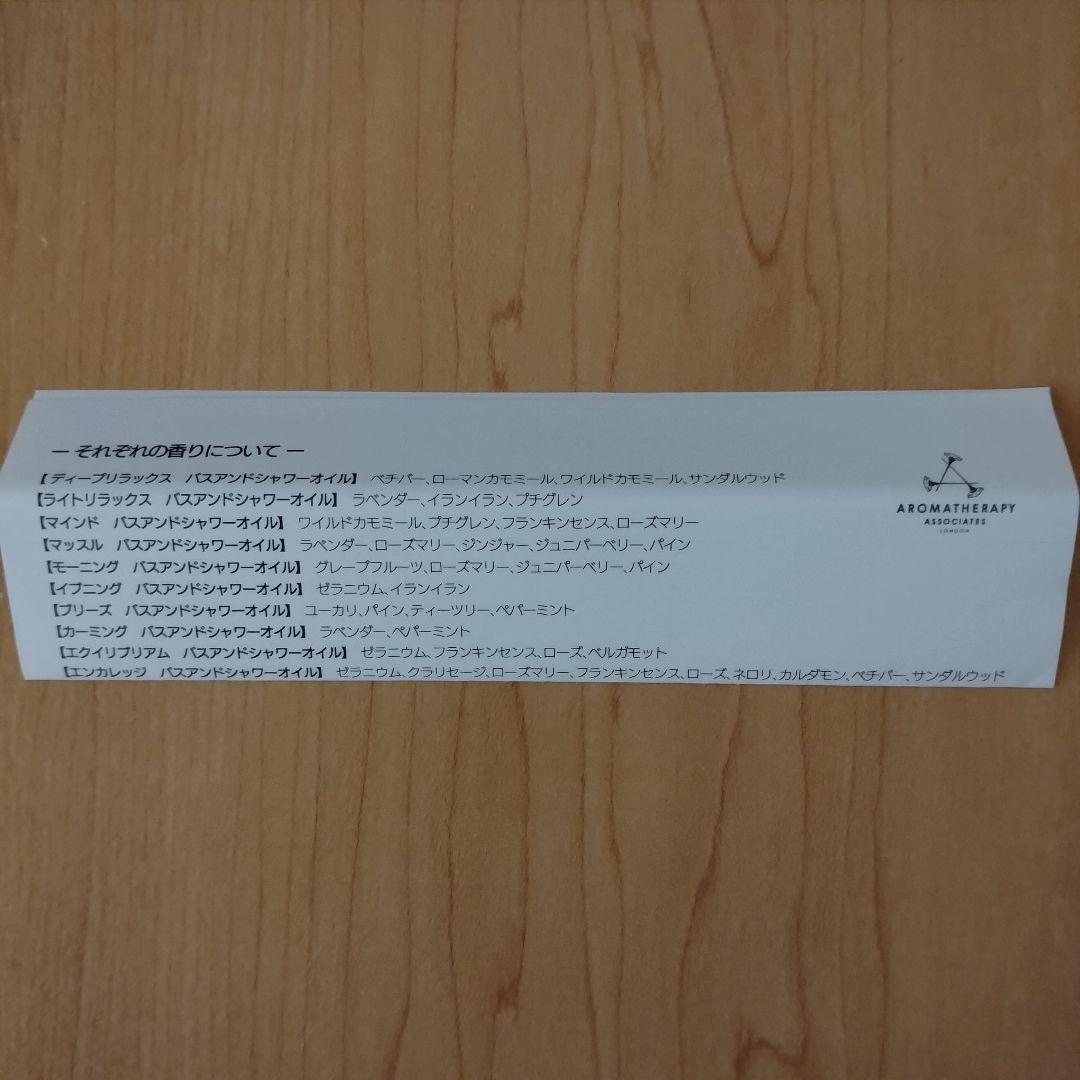 ― それぞれの香りについて ―
【ディープリラックス バスアンドシャワーオイル】 ベチバー、ローマンカモミール、ワイルドカモミール、サンダルウッド
【ライトリラックス バスアンドシャワーオイル】 ラベンダー、イランイラン、プチグレン
【マインド バスアンドシャワーオイル】 ワイルドカモミール、プチグレン、フランキンセンス、ローズマリー
【マッスル バスアンドシャワーオイル】 ラベンダー、ローズマリー、ジンジャー、ジュニパーベリー、パイン
【モーニング バスアンドシャワーオイル】 グレープフルーツ、ローズマリー、ジュニパーベリー、パイン
【イブニング バスアンドシャワーオイル】 ゼラニウム、イランイラン
【ブリーズ バスアンドシャワーオイル】 ユーカリ、パイン、ティーツリー、ペパーミント
【カーミング バスアンドシャワーオイル】 ラベンダー、ペパーミント
【エクイリブリアム バスアンドシャワーオイル】 ゼラニウム、フランキンセンス、ローズ、ベルガモット
【エンカレッジ バスアンドシャワーオイル】 ゼラニウム、クラリセージ、ローズマリー、フランキンセンス、ローズ、ネロリ、カルダモン、ベチバー、サンダルウッド
AROMATHERAPY
ASSOCIATES
LONDON